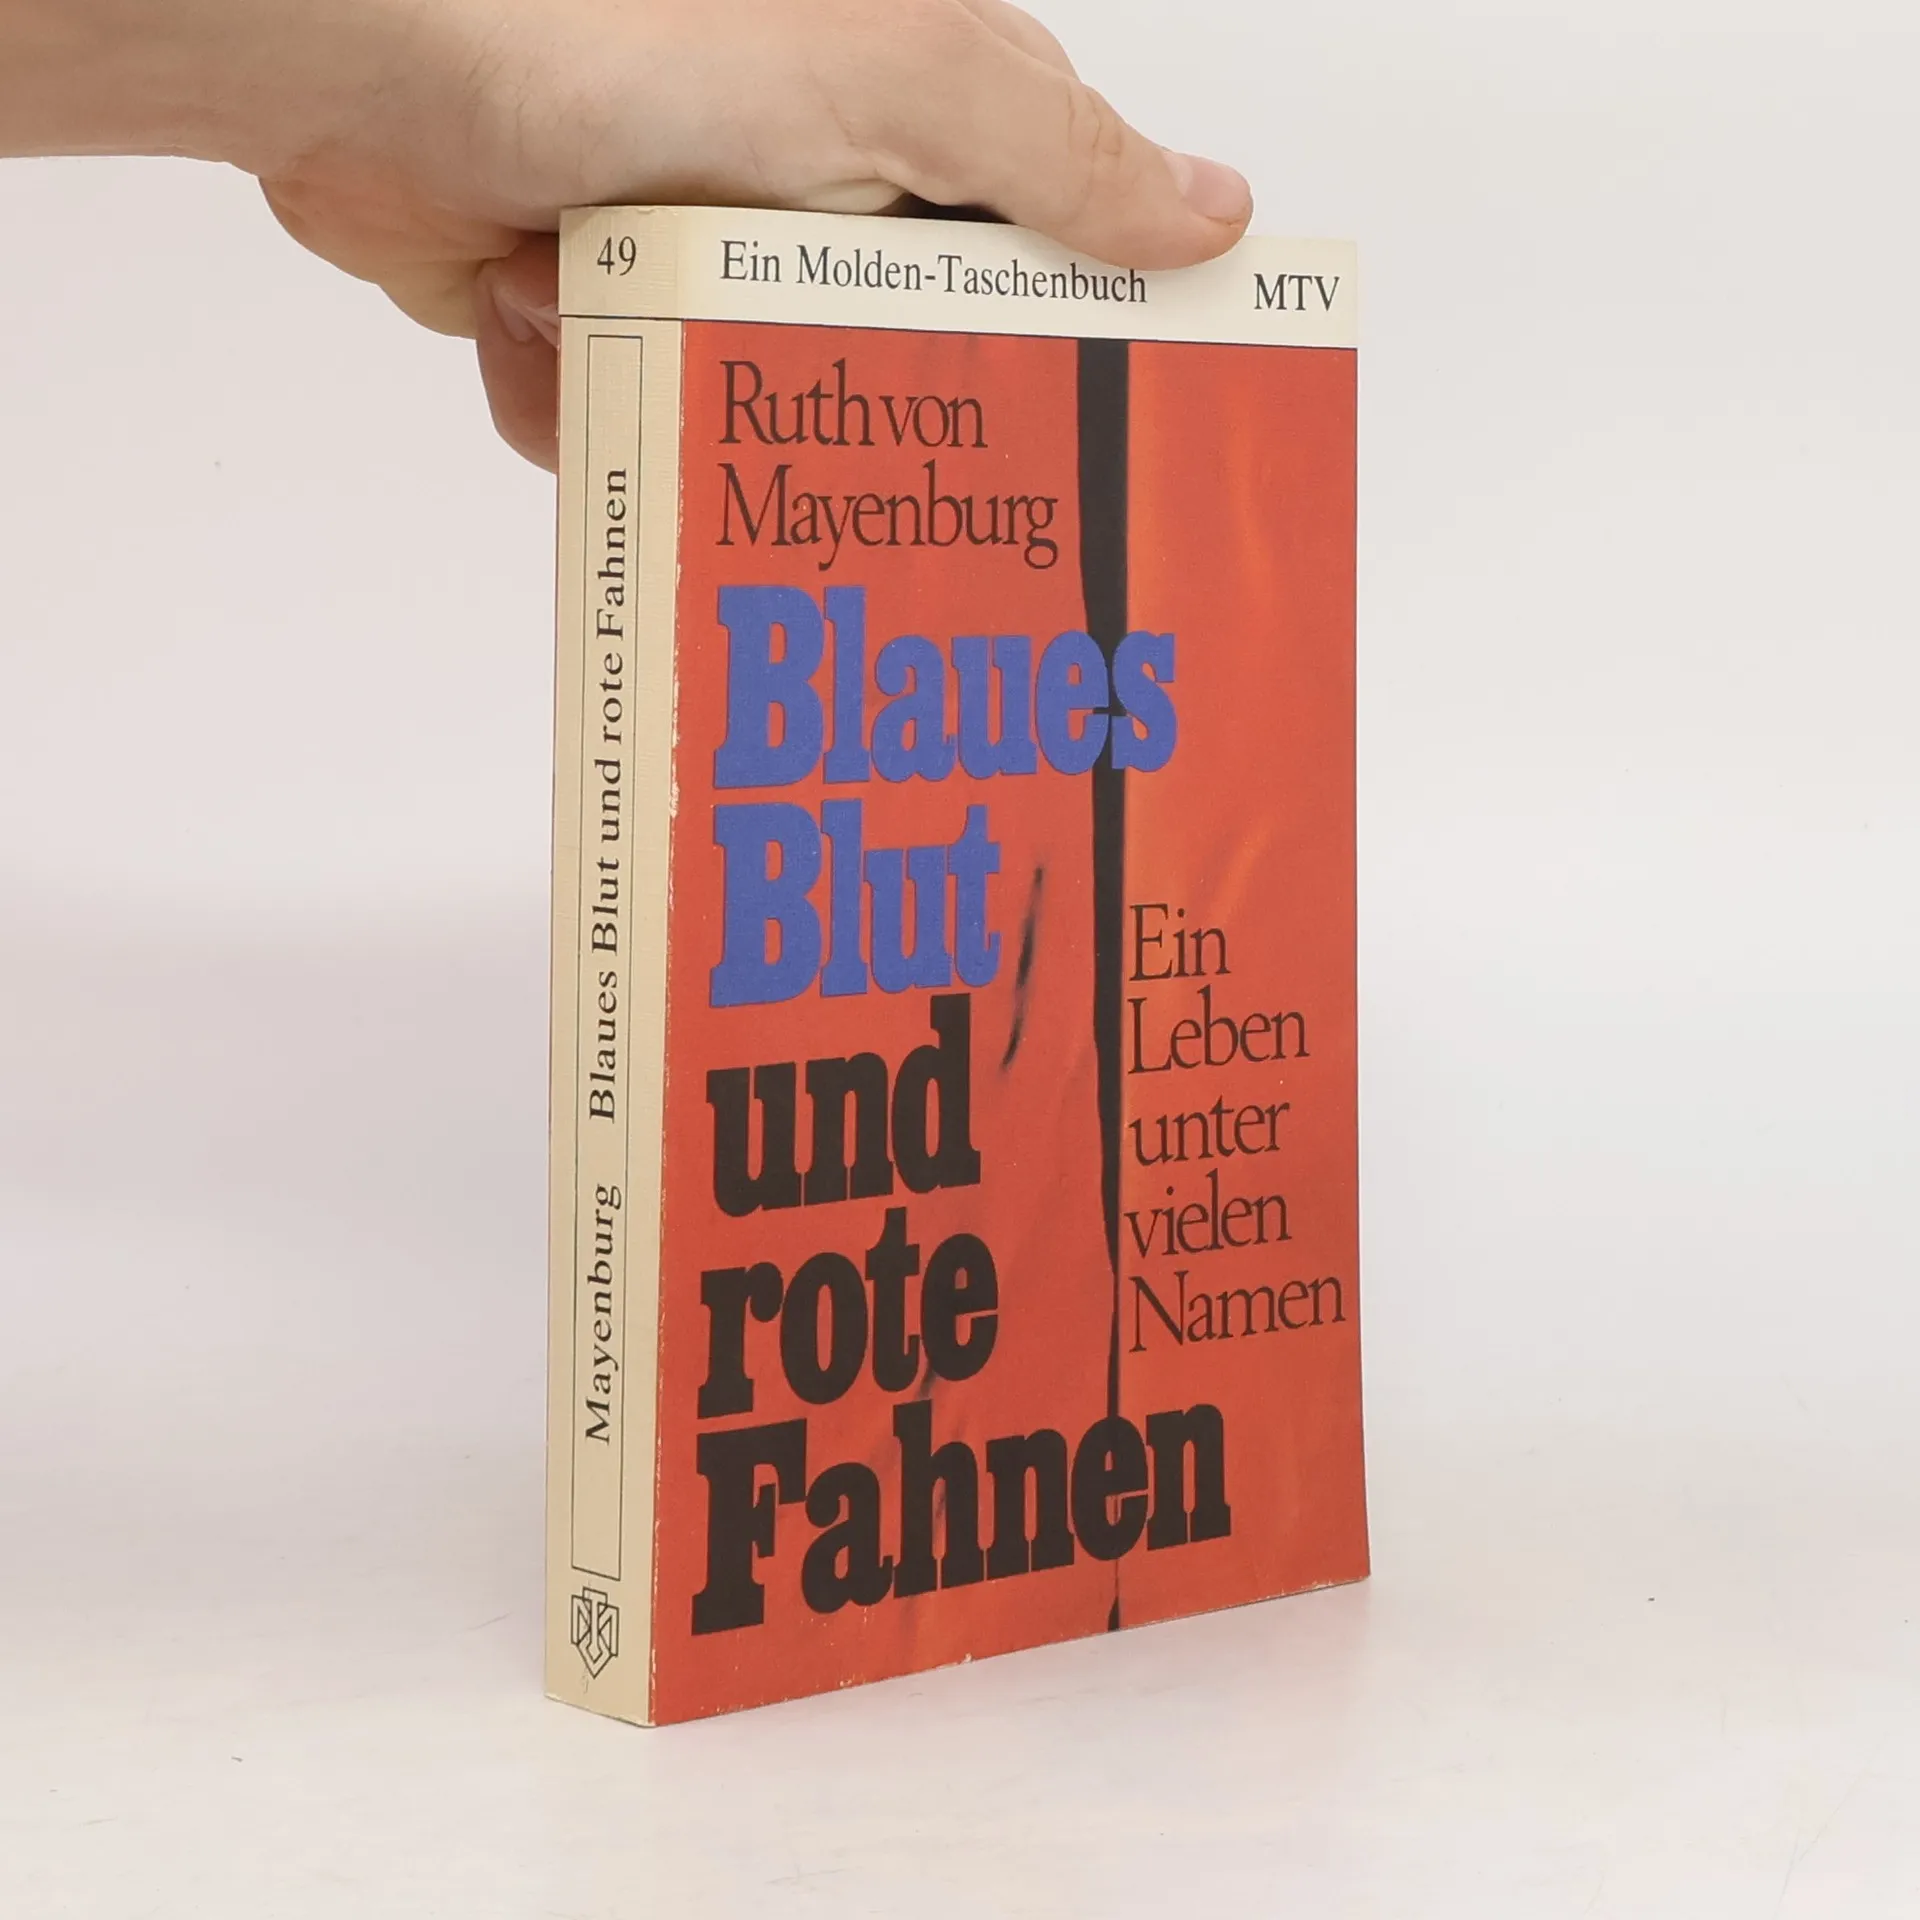 49
Mayenburg Blaues Blut und rote Fahnen
Ein Molden-Taschenbuch MTV
Ruth von
Mayenburg
Blaues
Blut
und
rote
Fahnen
Ein
Leben
unter
vielen
Namen